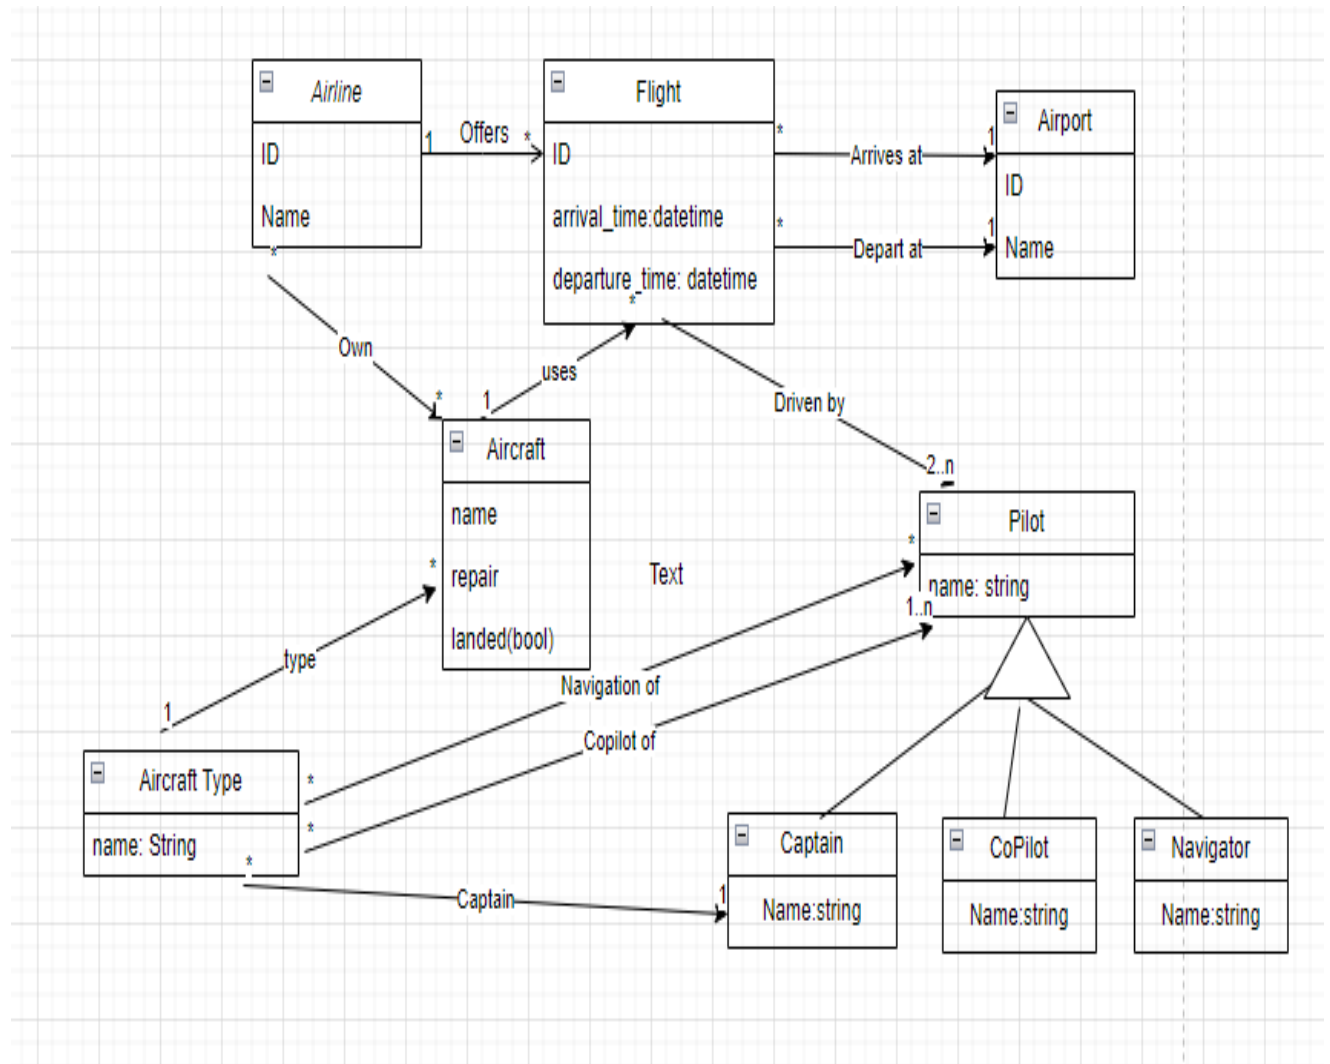 Airline
ID
Name
1
Offers
*
Flight
ID
arrival_time:datetime
departure_time: datetime
*
*
Arrives at
1
*
Depart at
1
Airport
ID
Name
*
Own
*
1
uses
Driven by
2..n
Aircraft
name
repair
landed(bool)
Text
Pilot
name: string
*
1..n
*
type
1
Navigation of
Copilot of
Aircraft Type
name: String
*
*
*
Captain
1
Captain
Name:string
CoPilot
Name:string
Navigator
Name:string